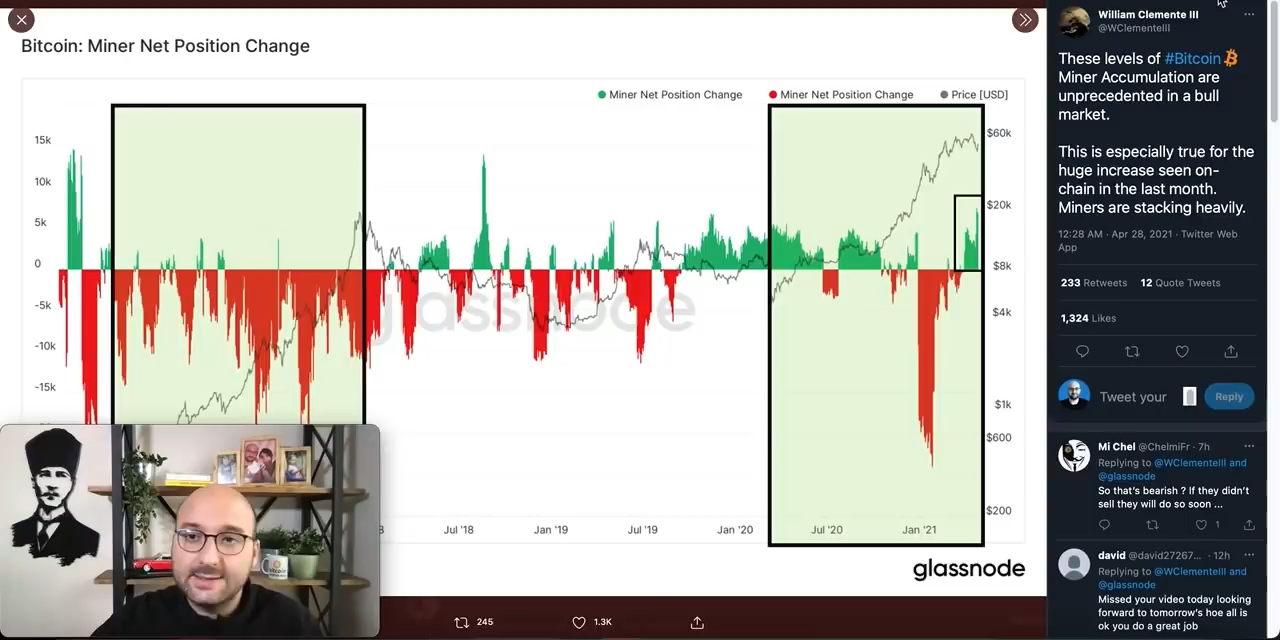 Bitcoin: Miner Net Position Change
Miner Net Position Change
Miner Net Position Change
Price [USD]
15k
10k
5k
0
-5k
-10k
-15k
$60k
$20k
$8k
$4k
$1k
$600
$200
glassnode
8
Jul '18
Jan '19
Jul '19
Jan '20
Jul '20
Jan '21
glassnode
245
1.3K
William Clemente III
@WClementeIII
These levels of #Bitcoin
Miner Accumulation are
unprecedented in a bull
market.
This is especially true for the
huge increase seen on-
chain in the last month.
Miners are stacking heavily.
12:28 AM · Apr 28, 2021 · Twitter Web
App
233 Retweets 12 Quote Tweets
1,324 Likes
Tweet your
Reply
Mi Chel @ChelmiFr · 7h
Replying to @WClementeIII and
@glassnode
So that's bearish ? If they didn't
sell they will do so soon ...
1
david @david27267... · 12h
Replying to @WClementeIII and
@glassnode
Missed your video today looking
forward to tomorrow's hoe all is
ok you do a great job